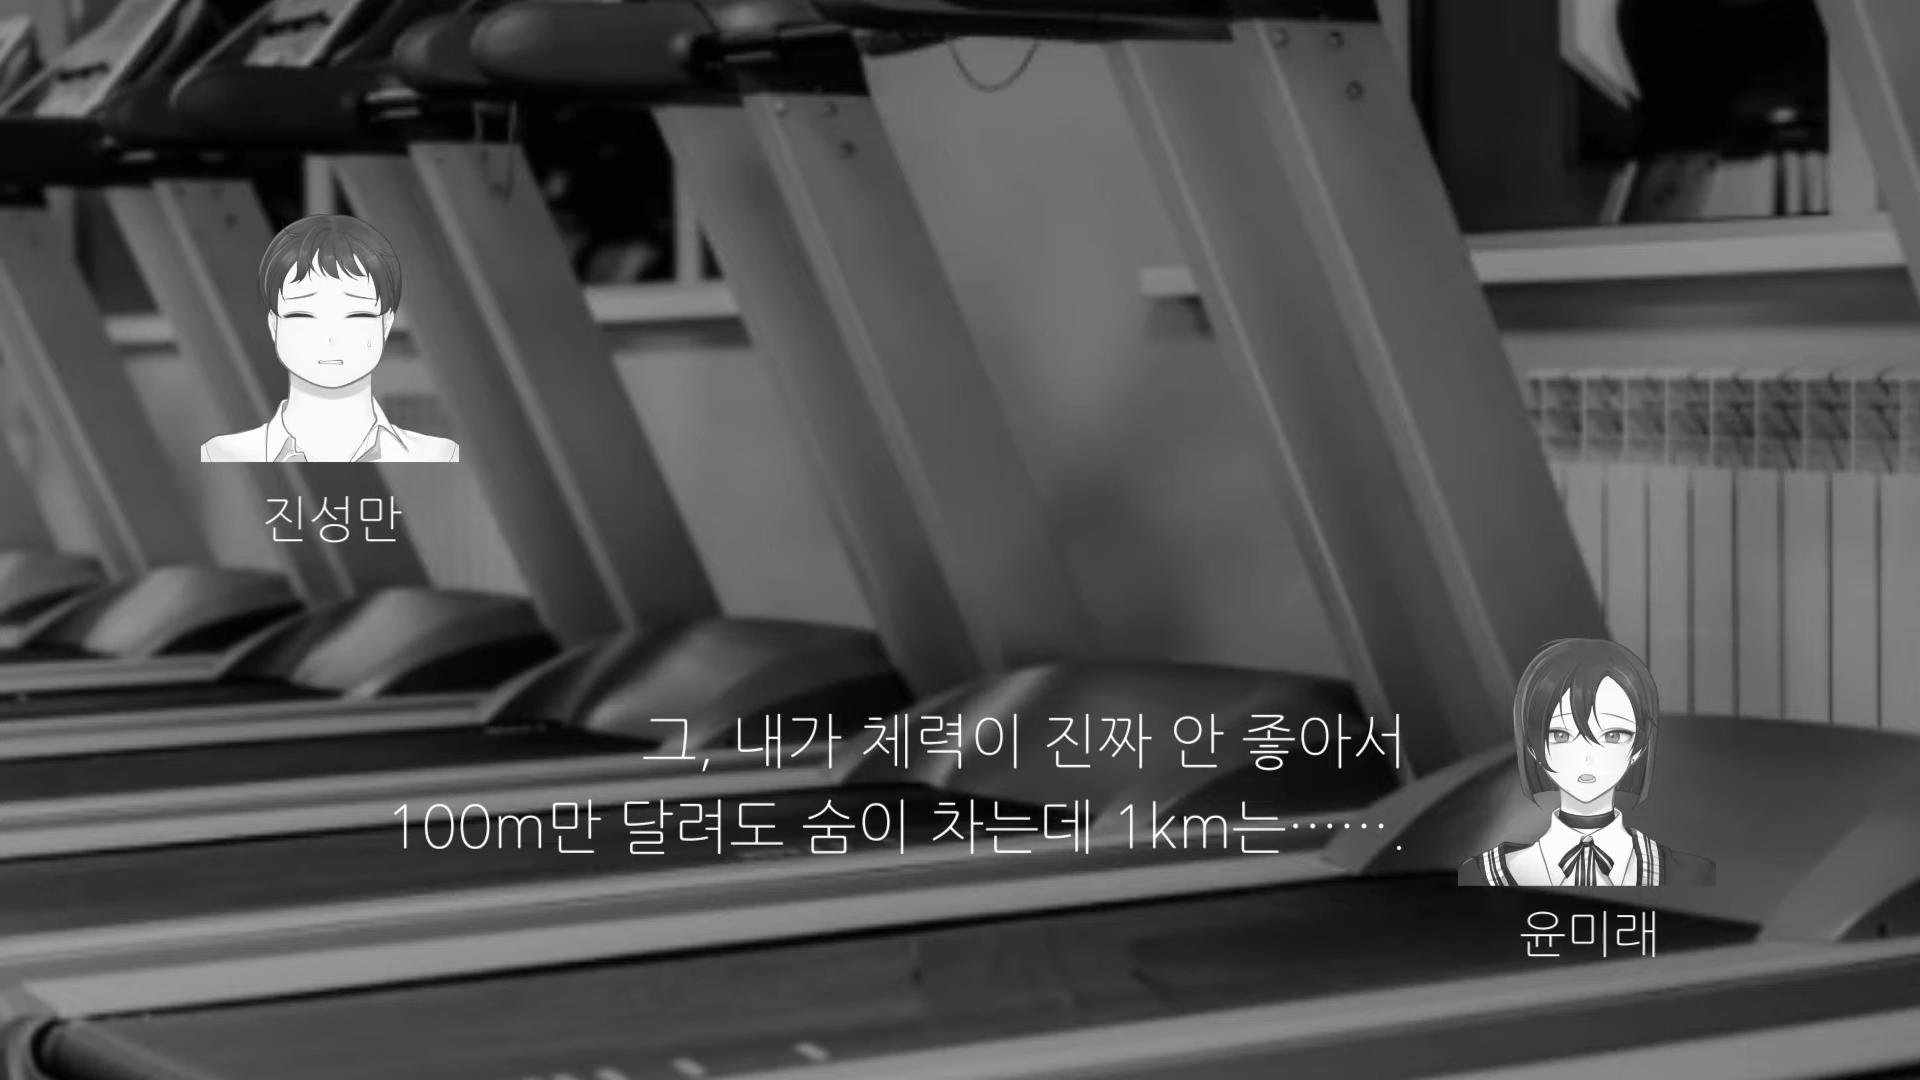 진성만
그, 내가 체력이 진짜 안 좋아서
100m만 달려도 숨이 차는데 1km는…….
윤미래